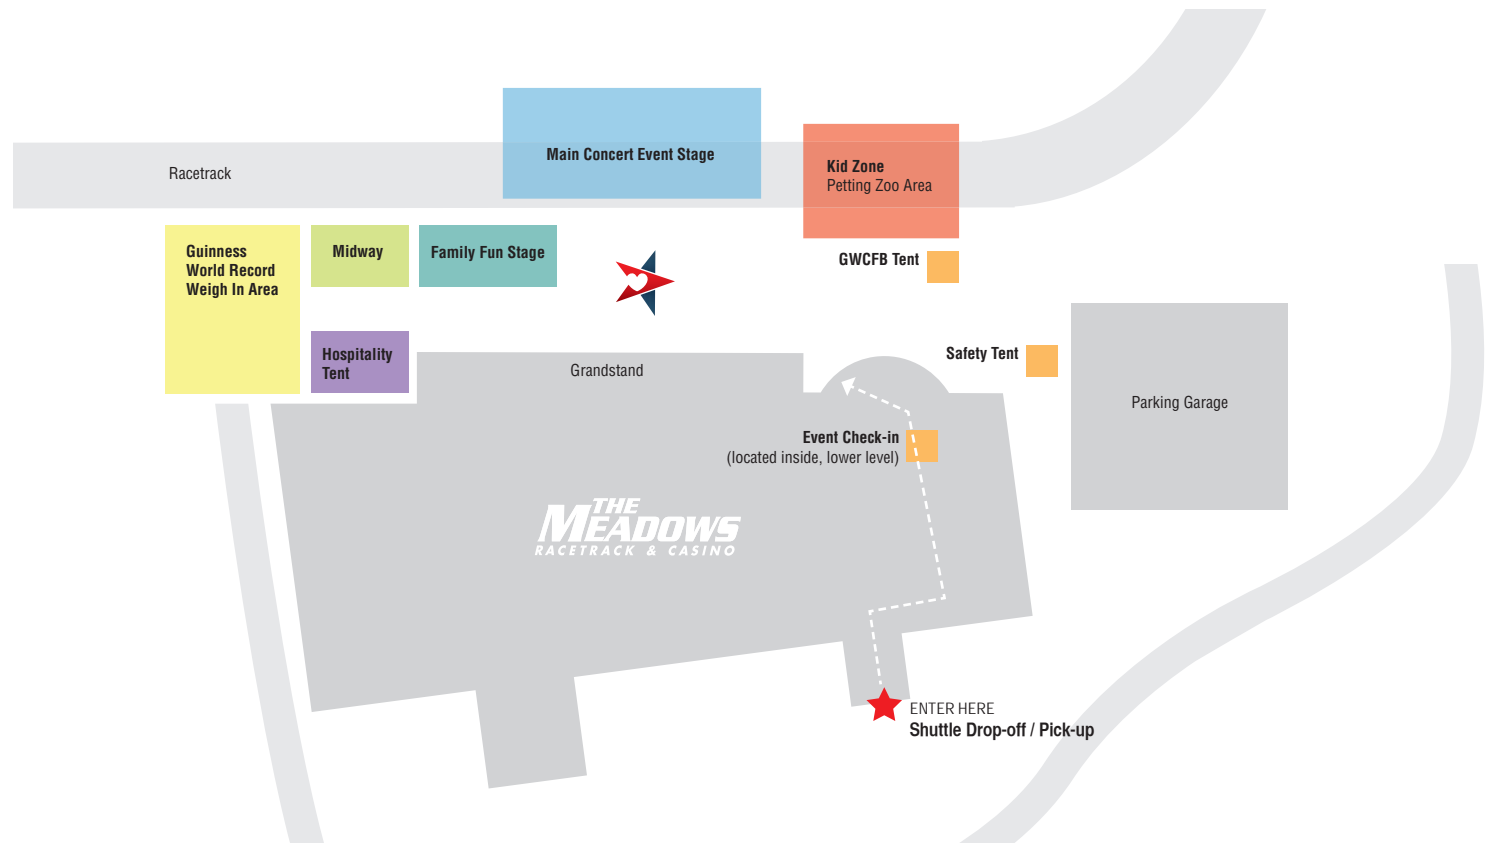 Main Concert Event Stage
Kid Zone
Petting Zoo Area
Racetrack
Guinness
World Record
Weigh In Area
Midway
Family Fun Stage
GWCFB Tent
Hospitality
Tent
Grandstand
Safety Tent
Parking Garage
Event Check-in
(located inside, lower level)
THE
MEADOWS
RACETRACK & CASINO
ENTER HERE
Shuttle Drop-off / Pick-up